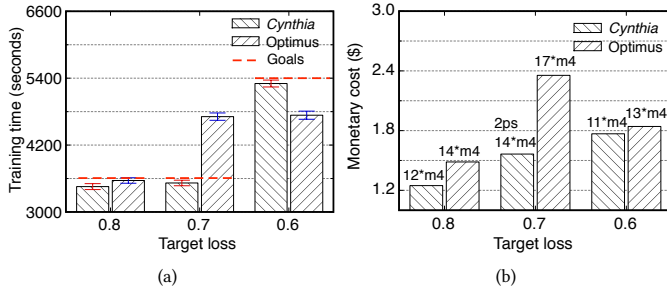 6600
5400
4200
3000
Training time (seconds)
Cynthia
Optimus
Goals
0.8
0.7
0.6
Target loss
(a)
3.0
2.4
1.8
1.2
Monetary cost ($)
Cynthia
Optimus
12*m4
14*m4
2ps
14*m4
17*m4
11*m4
13*m4
0.8
0.7
0.6
Target loss
(b)